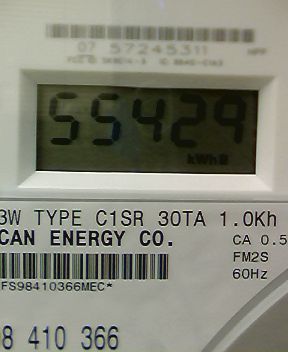 07 57245311
55429
kWh
3W TYPE C1SR 30TA 1.0Kh
CAN ENERGY CO.
CA 0.5
FM2S
60Hz
FS98410366MEC*
98 410 366